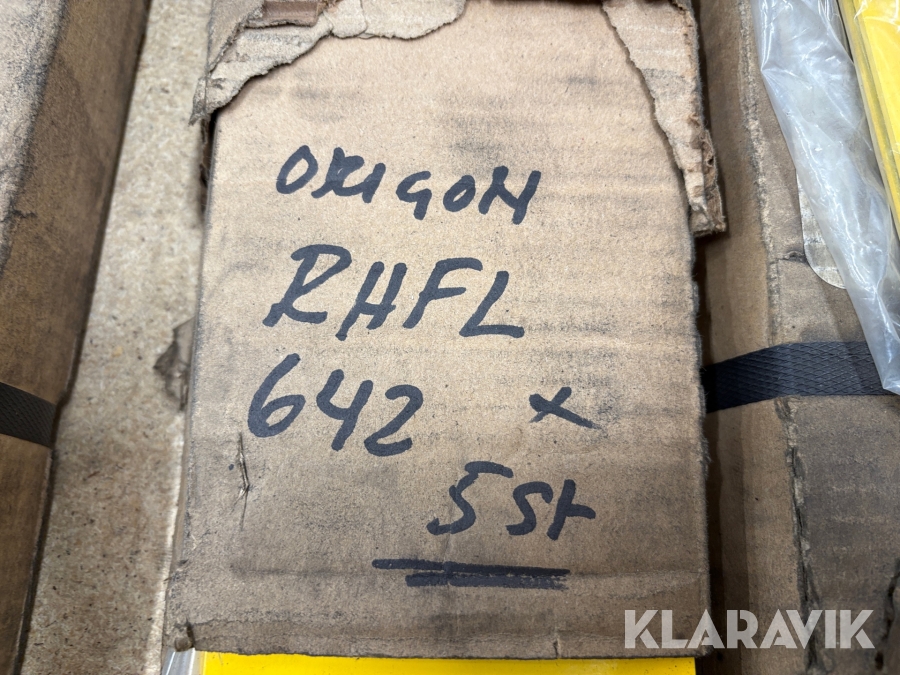 ORIGON
RHFL
642 x
5 St
KLARAVIK